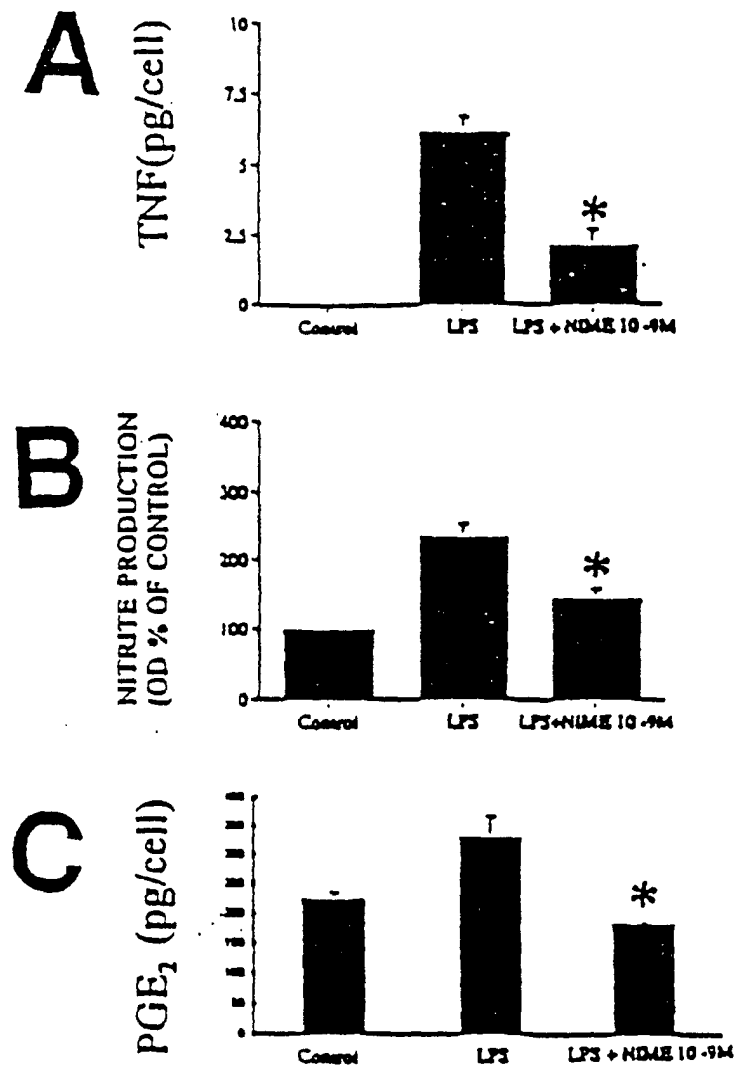 A
TNF(pg/cell)
10
7.5
5
2.5
0
Control
LPS
LPS + NIME 10 -9M
*
B
NITRITE PRODUCTION
(OD % OF CONTROL)
400
300
200
100
0
Control
LPS
LPS+NIME 10 -9M
*
C
PGE2 (pg/cell)
Control
LPS
LPS + NIME 10 -9M
*